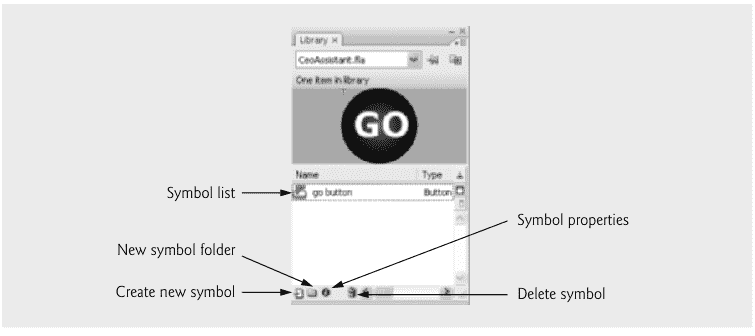 Library
CeoAssistant.fla
One item in library
GO
Name Type
Symbol list
go button Button
Symbol properties
New symbol folder
Create new symbol
Delete symbol